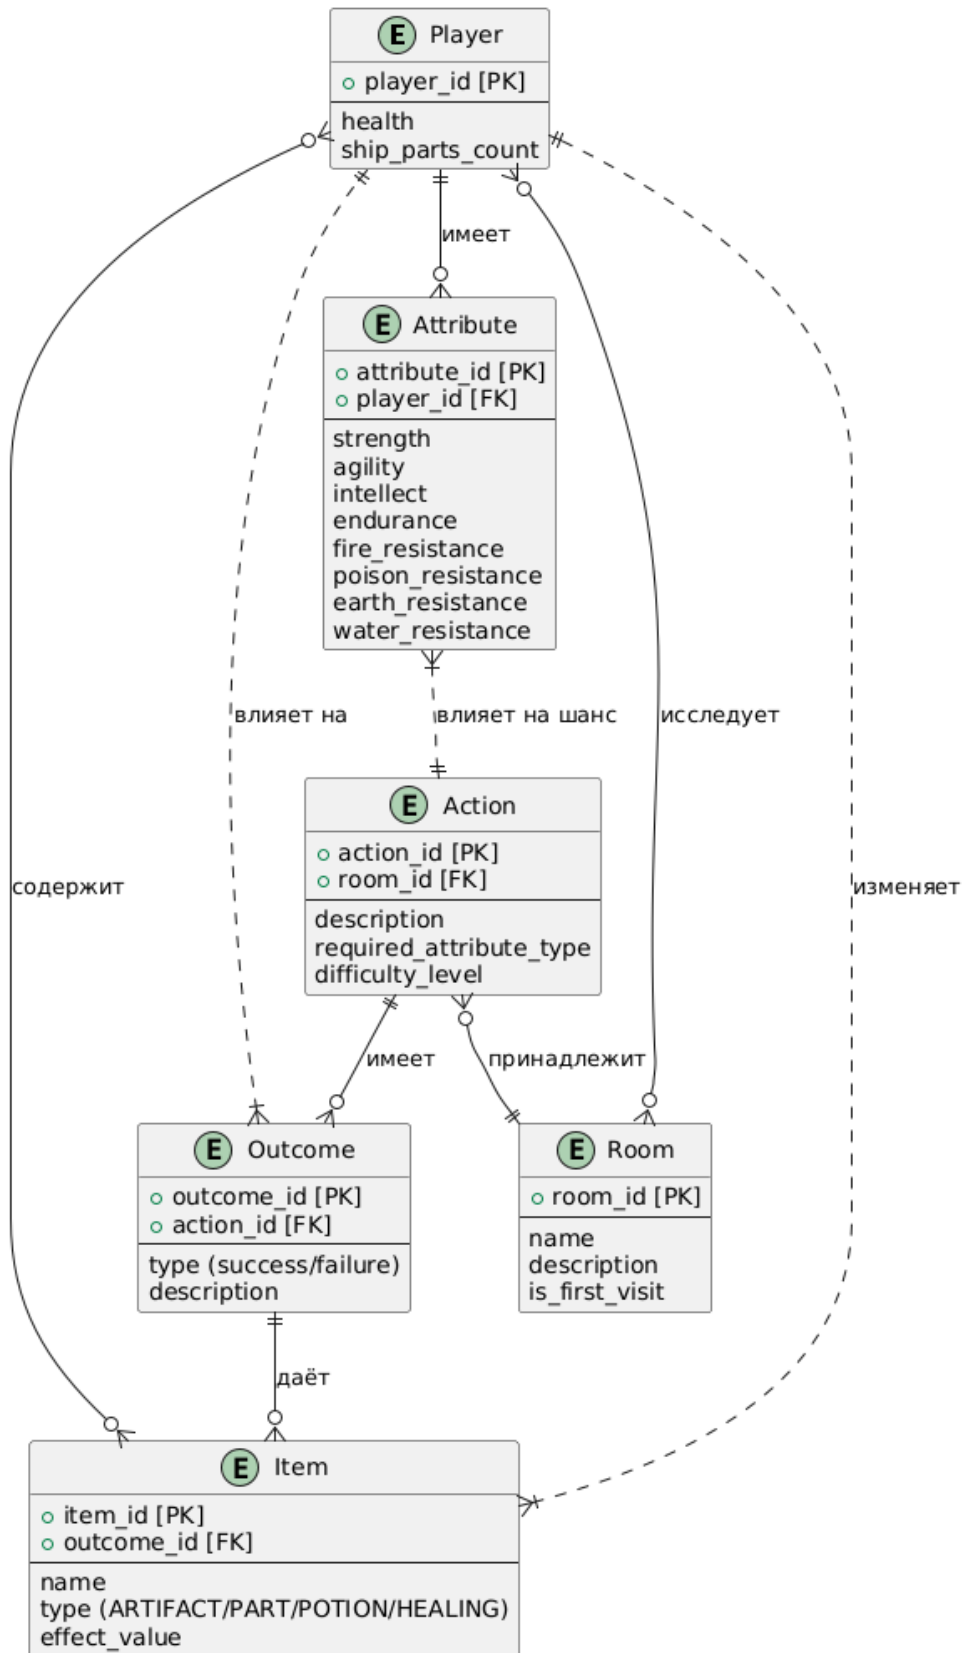 E Player
player_id [PK]
health
ship_parts_count
имеет
E Attribute
attribute_id [PK]
player_id [FK]
strength
agility
intellect
endurance
fire_resistance
poison_resistance
earth_resistance
water_resistance
влияет на
влияет на шанс
исследует
E Action
action_id [PK]
room_id [FK]
description
required_attribute_type
difficulty_level
содержит
изменяет
имеет
принадлежит
E Outcome
outcome_id [PK]
action_id [FK]
type (success/failure)
description
E Room
room_id [PK]
name
description
is_first_visit
даёт
E Item
item_id [PK]
outcome_id [FK]
name
type (ARTIFACT/PART/POTION/HEALING)
effect_value